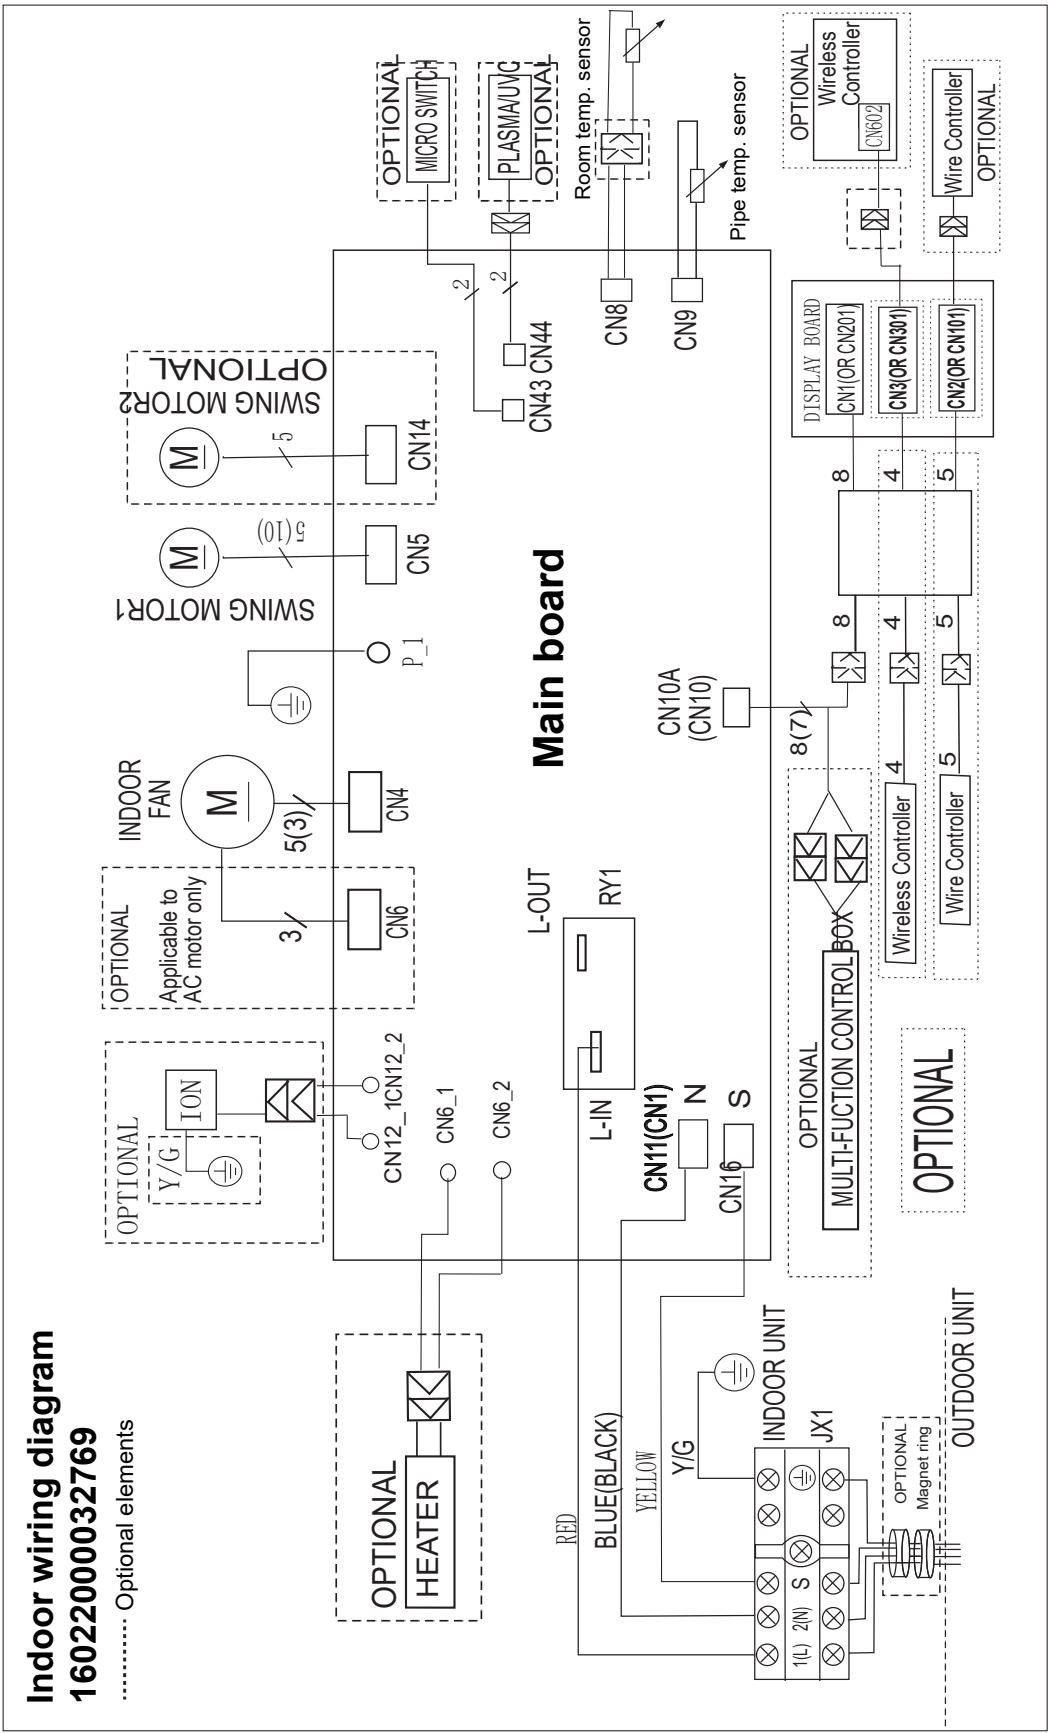 Indoor wiring diagram
16022000032769
Optional elements
OPTIONAL
HEATER
OPTIONAL
Y/G
ION
CN12_1
CN12_2
CN6_1
CN6_2
OPTIONAL
Applicable to
AC motor only
3
CN6
INDOOR
FAN
M
5(3)
CN4
P_1
SWING MOTOR1
M
5(10)
CN5
SWING MOTOR2
OPTIONAL
M
5
CN14
OPTIONAL
MICRO SWITCH
2
CN43
PLASMA/UVC
OPTIONAL
2
CN44
Room temp. sensor
CN8
Pipe temp. sensor
CN9
Main board
L-OUT
RY1
L-IN
CN11(CN1)
N
CN16
S
CN10A
(CN10)
8(7)
RED
BLUE(BLACK)
YELLOW
Y/G
INDOOR UNIT
JX1
1(L)
2(N)
S
OPTIONAL
Magnet ring
OUTDOOR UNIT
OPTIONAL
MULTI-FUCTION CONTROL BOX
OPTIONAL
Wireless Controller
4
4
4
Wire Controller
5
5
5
8
8
DISPLAY BOARD
CN1(OR CN201)
CN3(OR CN301)
CN2(OR CN101)
OPTIONAL
Wireless
Controller
CN602
Wire Controller
OPTIONAL